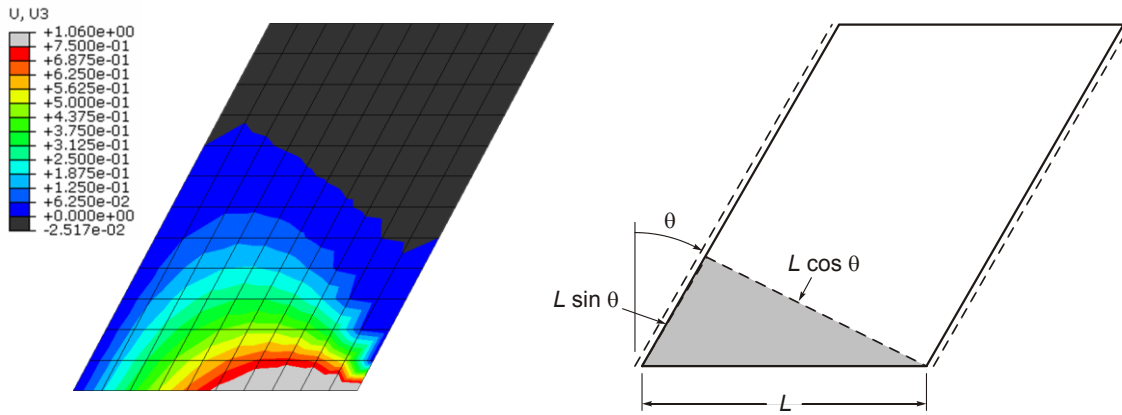 U, U3
+1.060e+00
+7.500e-01
+6.875e-01
+6.250e-01
+5.625e-01
+5.000e-01
+4.375e-01
+3.750e-01
+3.125e-01
+2.500e-01
+1.875e-01
+1.250e-01
+6.250e-02
+0.000e+00
-2.517e-02
θ
L cos θ
L sin θ
L